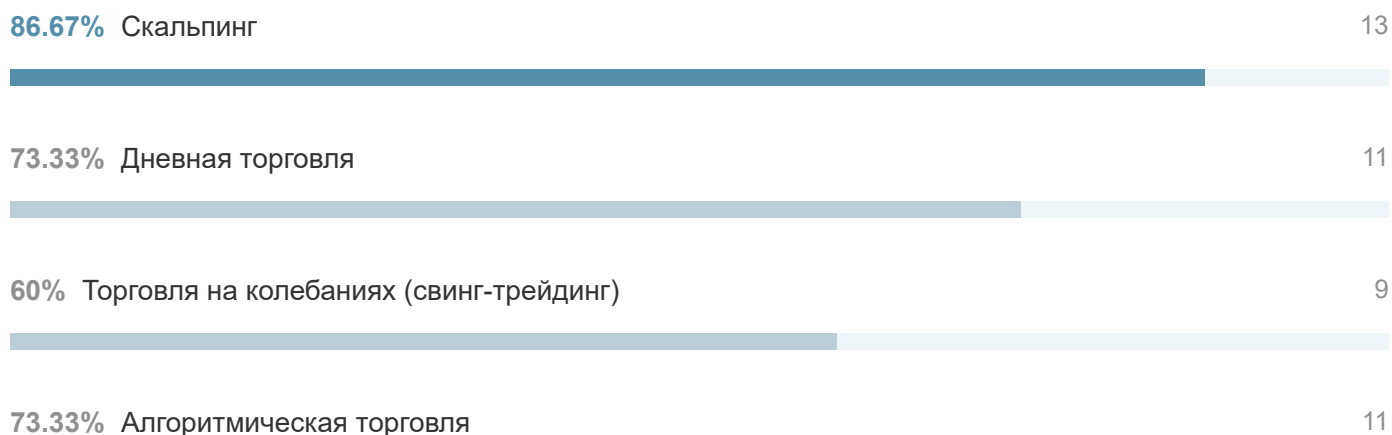 86.67% Скальпинг 13
73.33% Дневная торговля 11
60% Торговля на колебаниях (свинг-трейдинг) 9
73.33% Алгоритмическая торговля 11